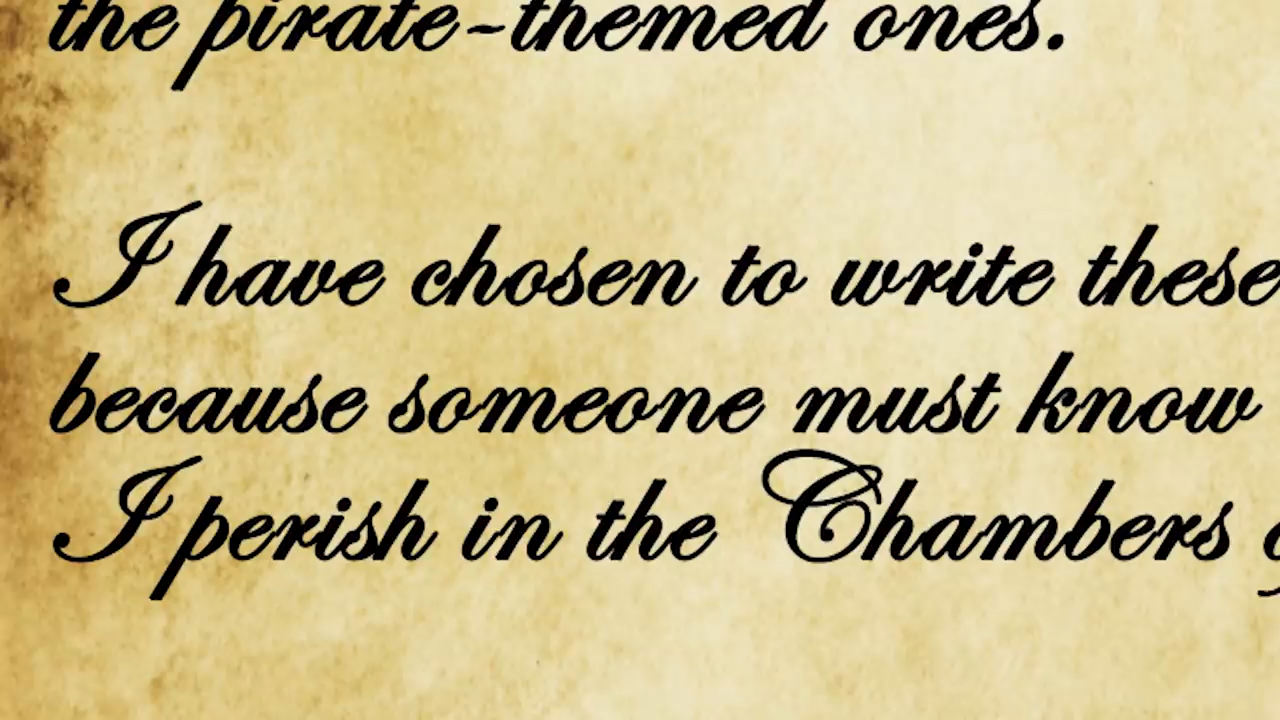 the pirate-themed ones.
I have chosen to write these
because someone must know
I perish in the Chambers